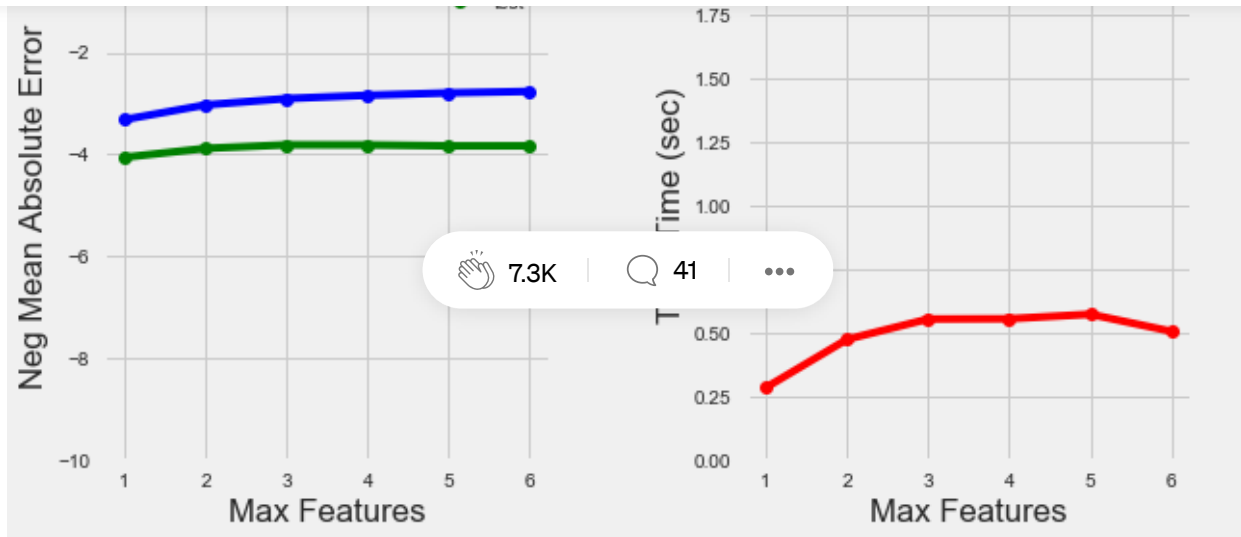 Neg Mean Absolute Error
−2
−4
−6
−8
−10
1 2 3 4 5 6
Max Features
Time (sec)
1.75
1.50
1.25
1.00
0.50
0.25
0.00
1 2 3 4 5 6
Max Features
7.3K
41